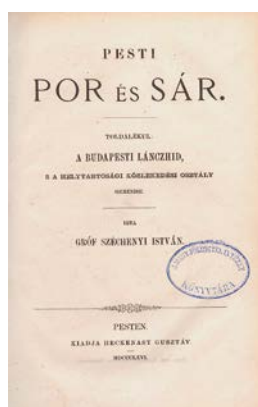 PESTI
POR ÉS SÁR.
TOLDALÉKUL:
A BUDAPESTI LÁNCZHID,
S A HELYTARTÓSÁGI KÖZLEKEDÉSI OSZTÁLY
IRTA
GRÓF SZÉCHENYI ISTVÁN.
KÖNYVTÁRA
PESTEN.
KIADJA HECKENAST GUSZTÁV
MDCCCLXVI.